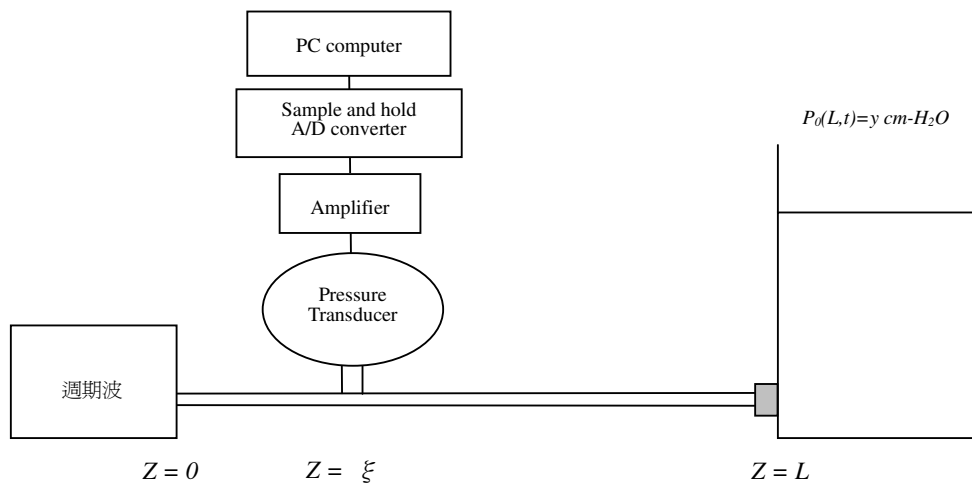 PC computer
Sample and hold
A/D converter
P₀(L,t)=y cm-H₂O
Amplifier
Pressure
Transducer
週期波
Z = 0
Z = ξ
Z = L